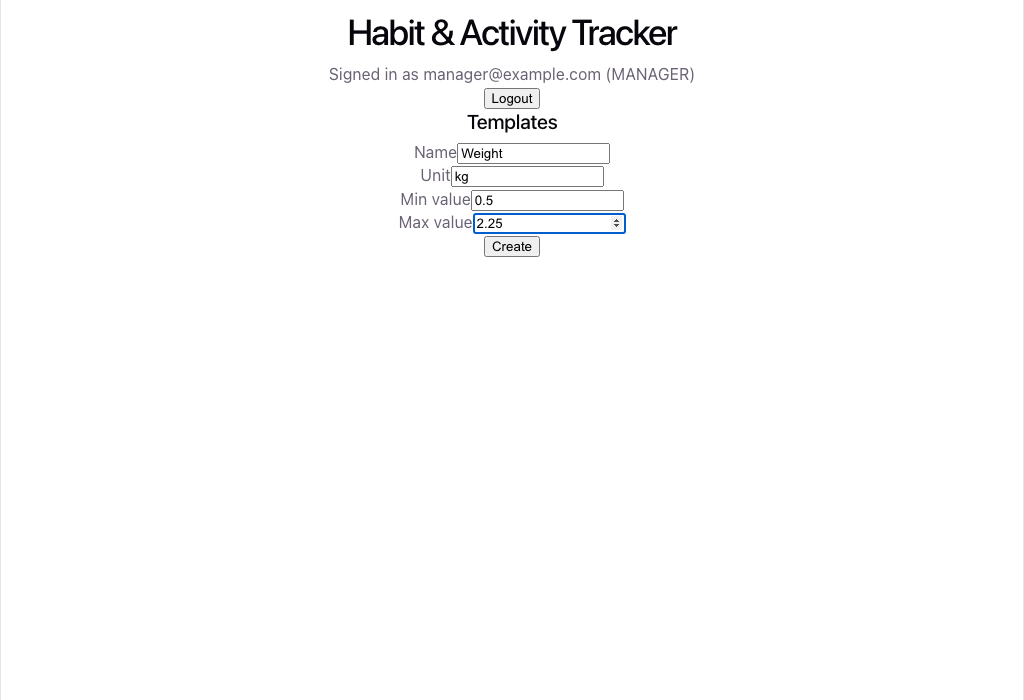 Habit & Activity Tracker
Signed in as manager@example.com (MANAGER)
Logout
Templates
Name Weight
Unit kg
Min value 0.5
Max value 2.25
Create